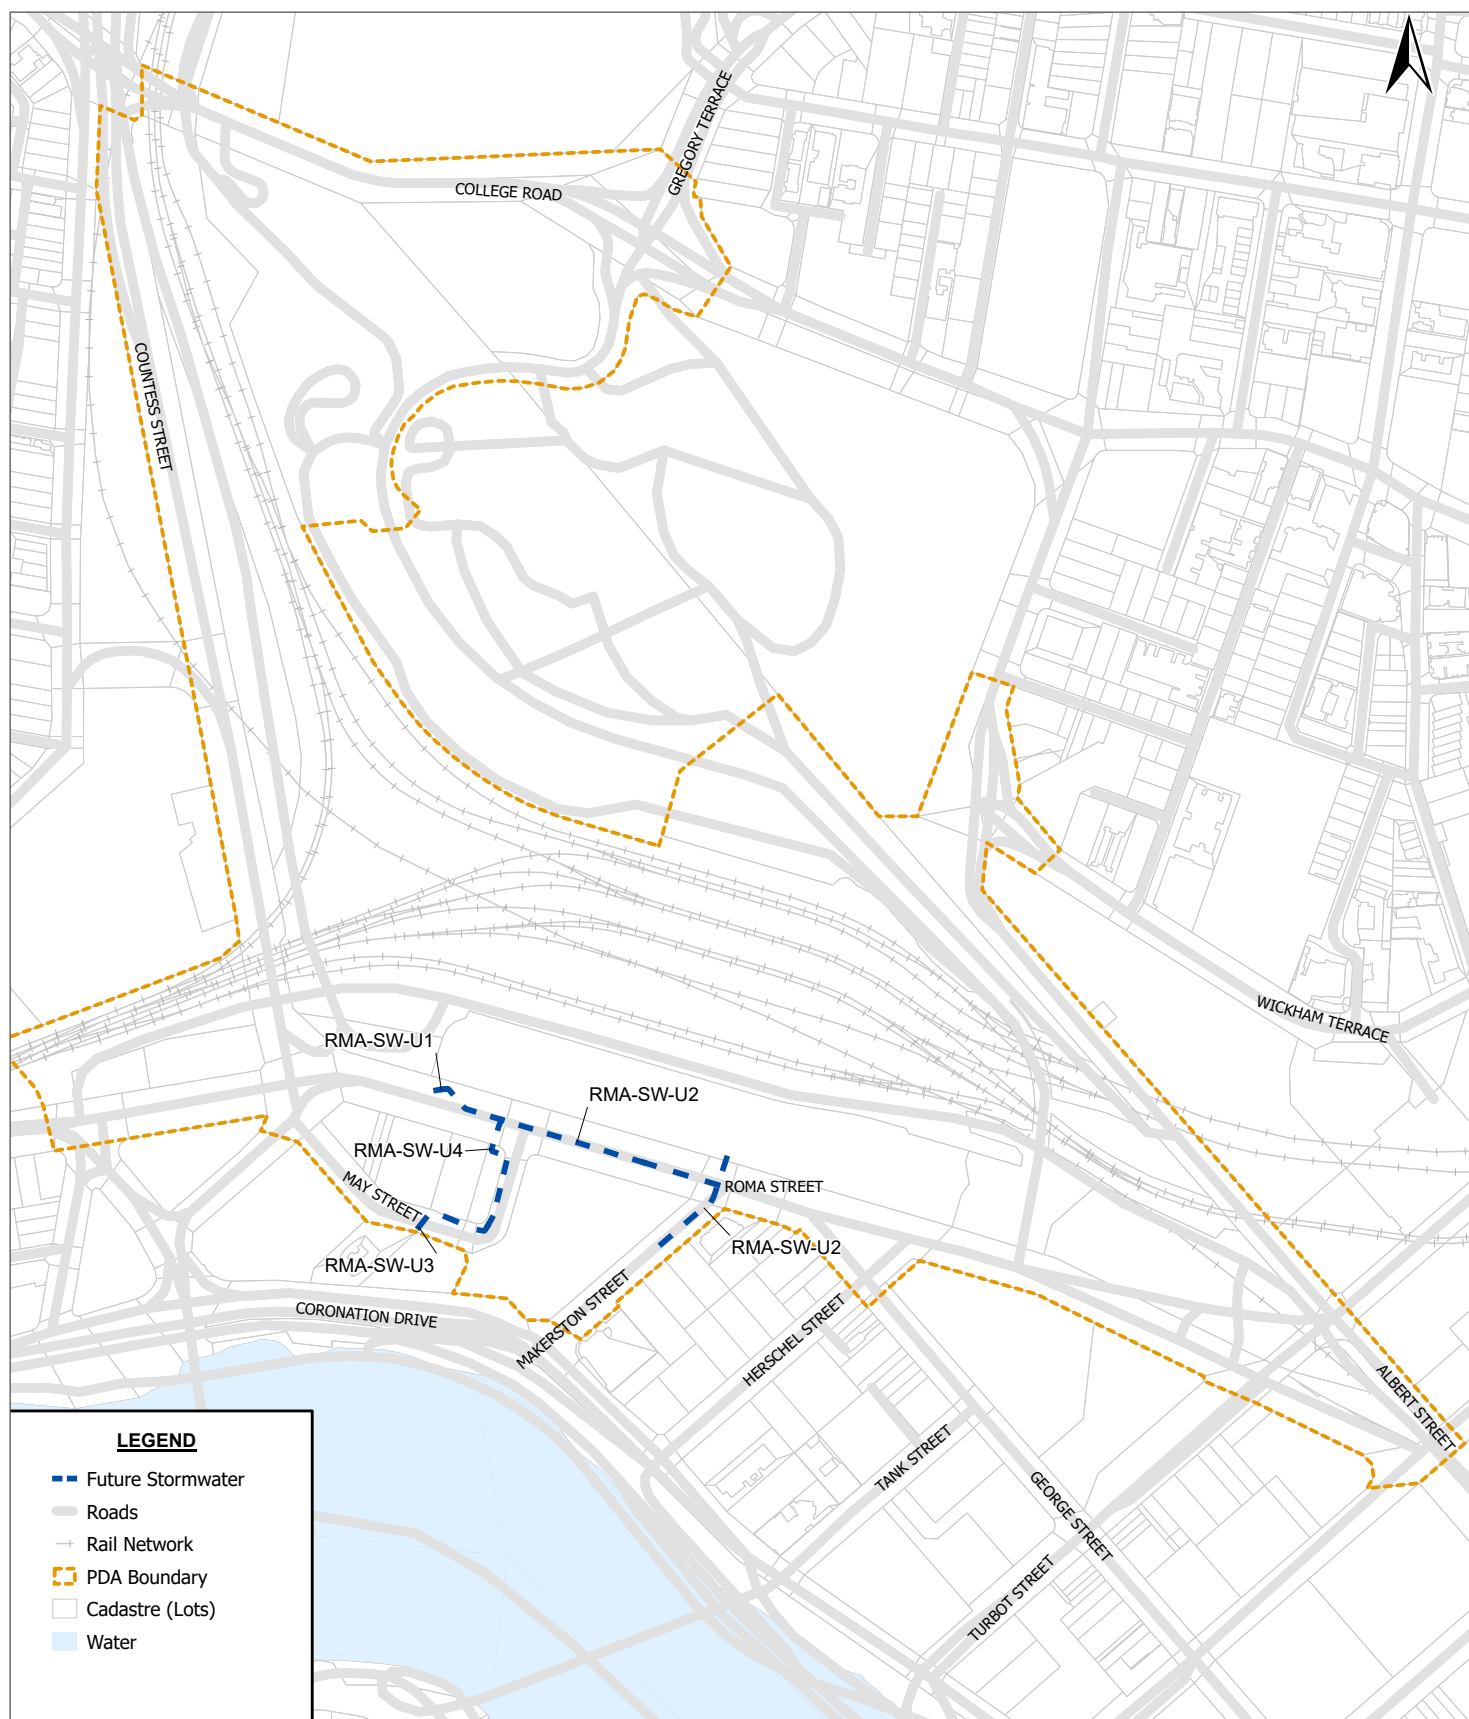 GREGORY TERRACE
COLLEGE ROAD
COUNTESS STREET
WICKHAM TERRACE
RMA-SW-U1
RMA-SW-U2
RMA-SW-U4
MAY STREET
ROMA STREET
RMA-SW-U3
RMA-SW-U2
CORONATION DRIVE
MAKERSTON STREET
HERSCHEL STREET
ALBERT STREET
TANK STREET
GEORGE STREET
TURBOT STREET
LEGEND
Future Stormwater
Roads
Rail Network
PDA Boundary
Cadastre (Lots)
Water